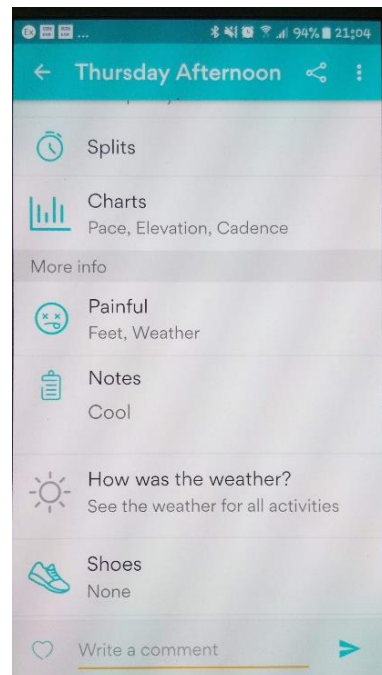 Ex ... 94% 21:04
Thursday Afternoon
Splits
Charts
Pace, Elevation, Cadence
More info
Painful
Feet, Weather
Notes
Cool
How was the weather?
See the weather for all activities
Shoes
None
Write a comment